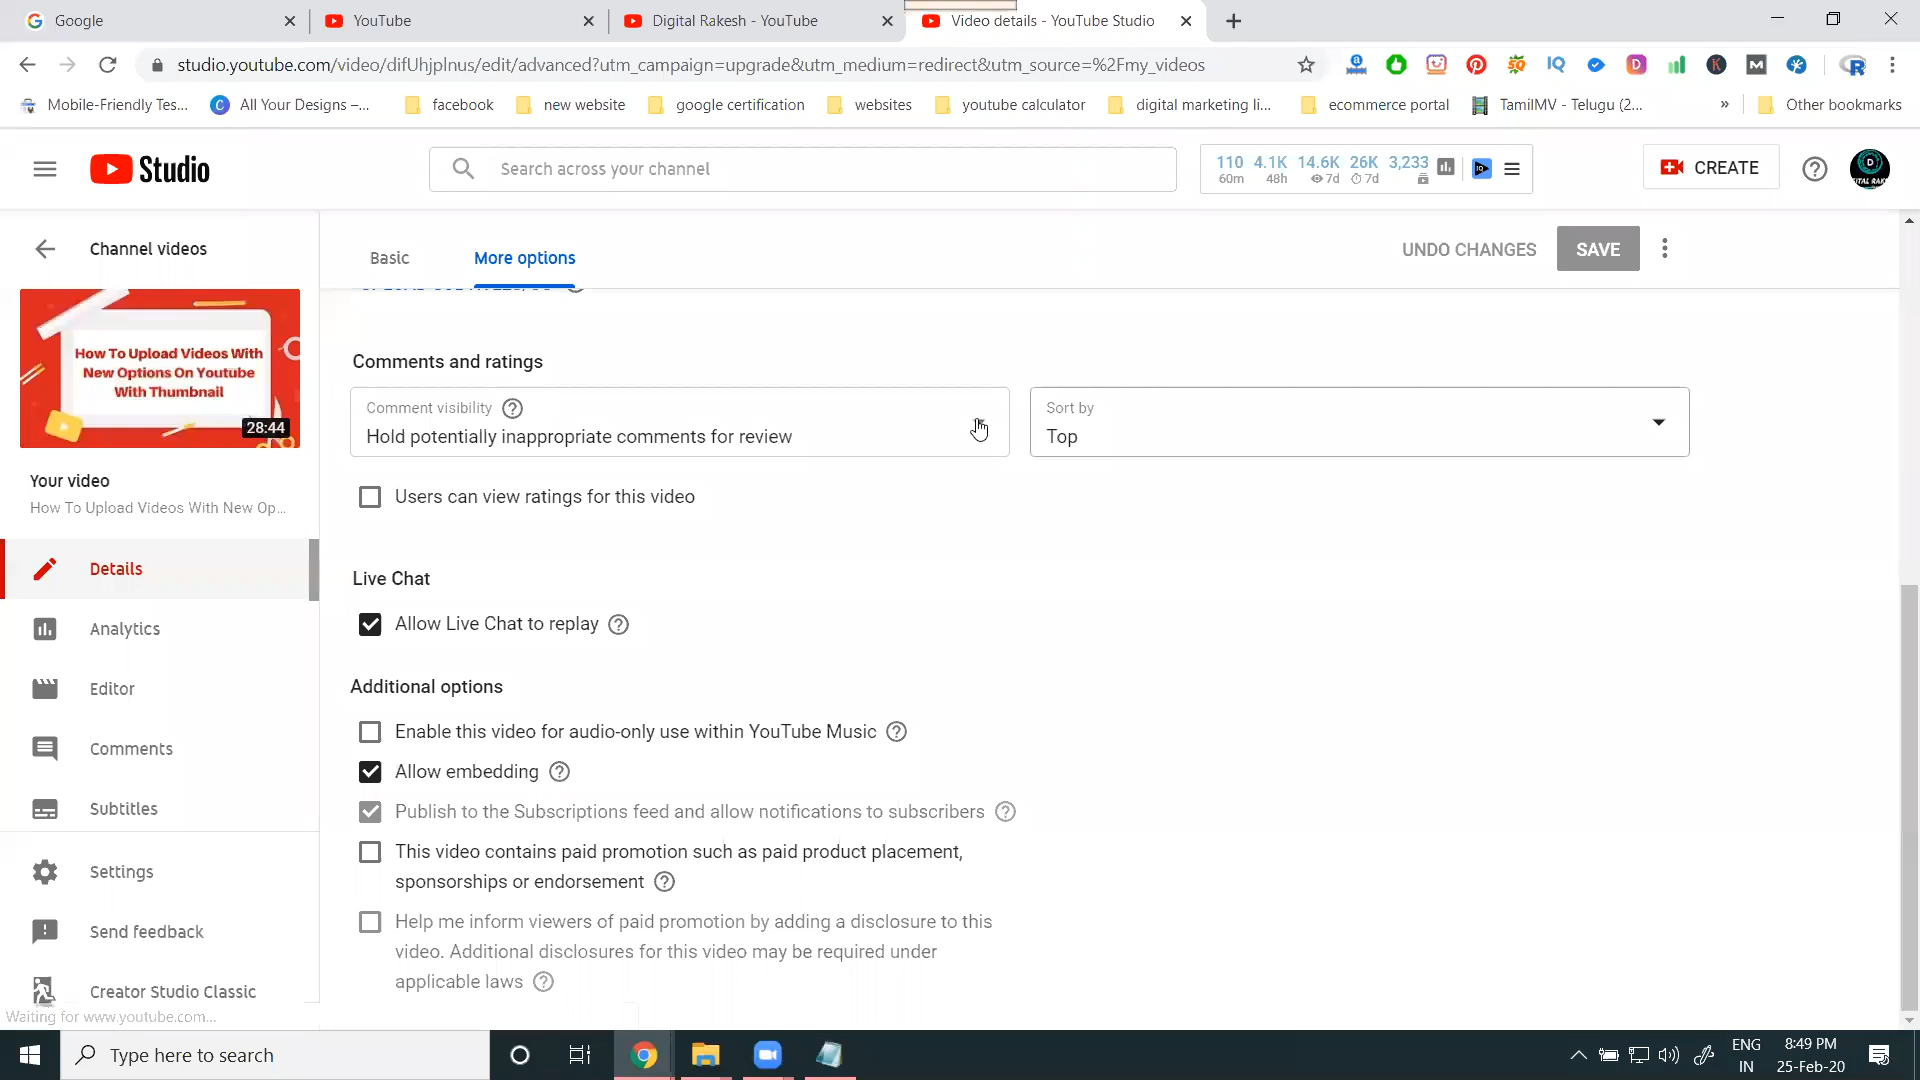 Google
YouTube
Digital Rakesh - YouTube
Video details - YouTube Studio
studio.youtube.com/video/difUhjplnus/edit/advanced?utm_campaign=upgrade&utm_medium=redirect&utm_source=%2Fmy_videos
Mobile-Friendly Tes...
All Your Designs –...
facebook
new website
google certification
websites
youtube calculator
digital marketing li...
ecommerce portal
TamilMV - Telugu (2...
»
Other bookmarks
Studio
Search across your channel
110 4.1K 14.6K 26K 3,233
60m 48h 7d 7d
CREATE
Channel videos
Basic
More options
UNDO CHANGES
SAVE
How To Upload Videos With
New Options On Youtube
With Thumbnail
28:44
Your video
How To Upload Videos With New Op...
Details
Analytics
Editor
Comments
Subtitles
Settings
Send feedback
Creator Studio Classic
Waiting for www.youtube.com...
Comments and ratings
Comment visibility
Hold potentially inappropriate comments for review
Sort by
Top
Users can view ratings for this video
Live Chat
Allow Live Chat to replay
Additional options
Enable this video for audio-only use within YouTube Music
Allow embedding
Publish to the Subscriptions feed and allow notifications to subscribers
This video contains paid promotion such as paid product placement,
sponsorships or endorsement
Help me inform viewers of paid promotion by adding a disclosure to this
video. Additional disclosures for this video may be required under
applicable laws
Type here to search
ENG
IN
8:49 PM
25-Feb-20